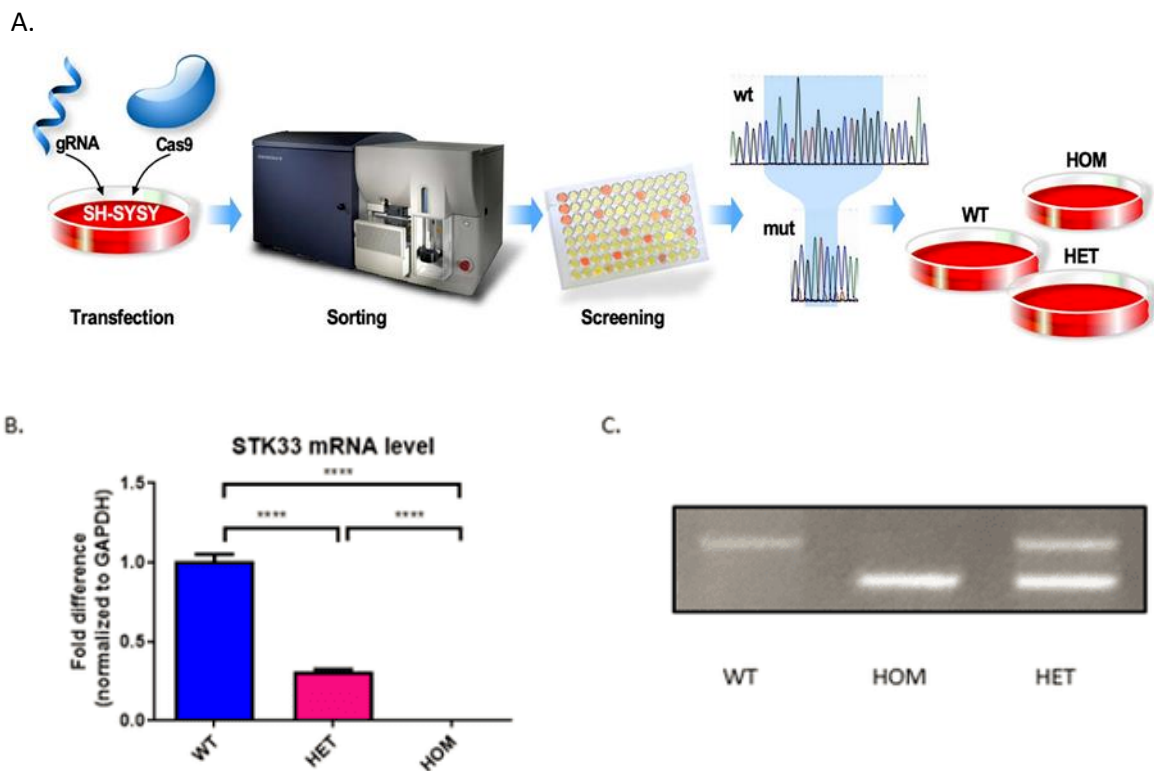 A.
gRNA
Cas9
SH-SYSY
wt
mut
HOM
WT
HET
Transfection
Sorting
Screening
B.
STK33 mRNA level
****
**** ****
Fold difference
(normalized to GAPDH)
1.5
1.0
0.5
0.0
WT HET HOM
C.
WT HOM HET